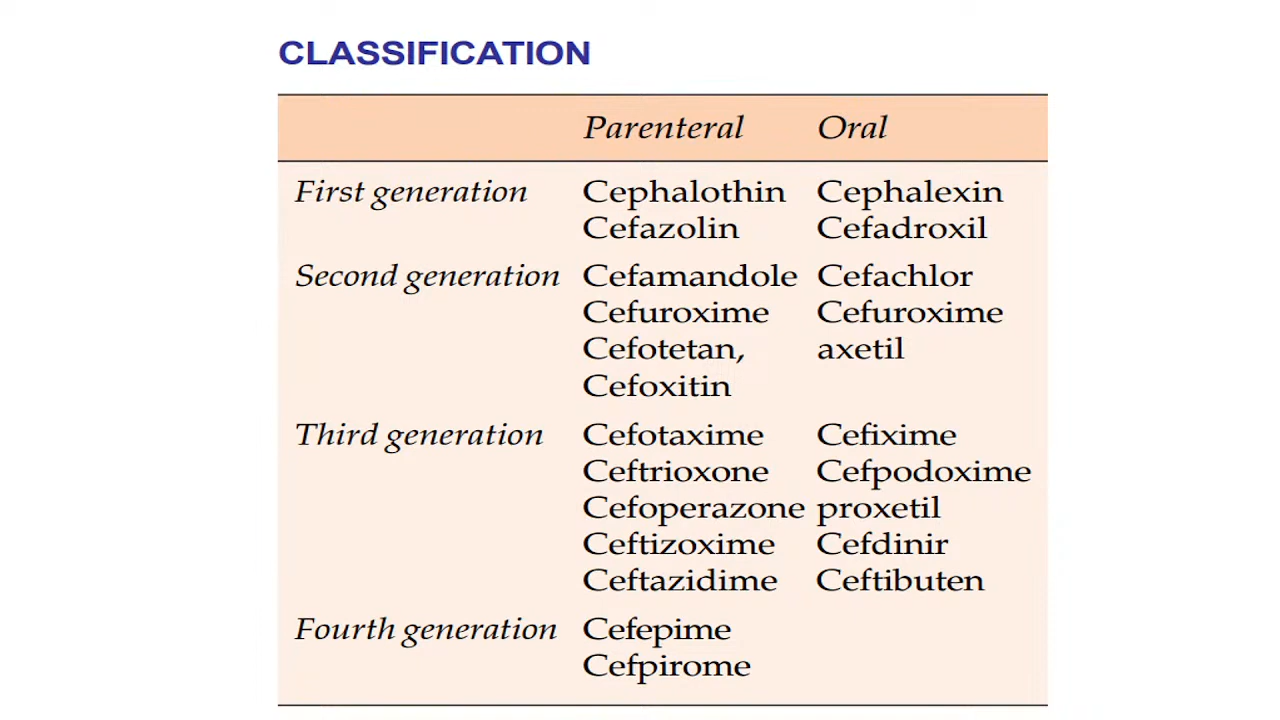 CLASSIFICATION
Parenteral Oral
First generation Cephalothin Cephalexin
Cefazolin Cefadroxil
Second generation Cefamandole Cefachlor
Cefuroxime Cefuroxime
Cefotetan, axetil
Cefoxitin
Third generation Cefotaxime Cefixime
Ceftrioxone Cefpodoxime
Cefoperazone proxetil
Ceftizoxime Cefdinir
Ceftazidime Ceftibuten
Fourth generation Cefepime
Cefpirome